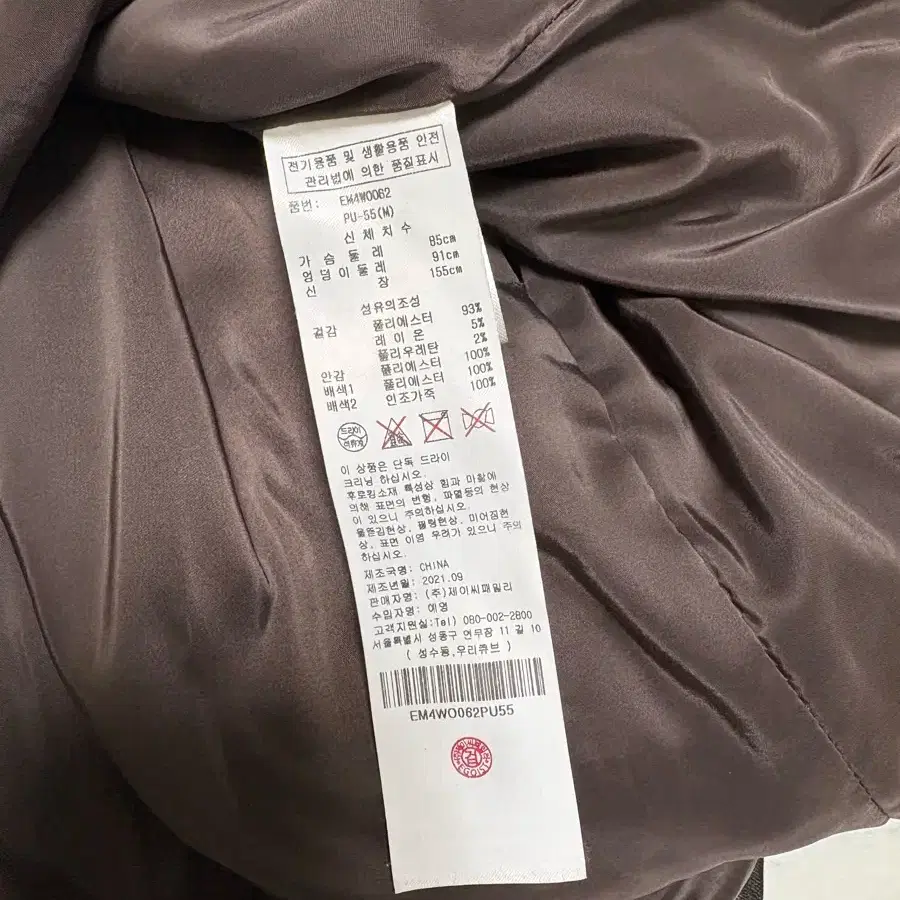 전기용품 및 생활용품 안전
관리법에 의한 품질표시
품번: EM4WO062
PU-55(M)
신 체 치 수
가 슴 둘 레 85cm
엉 덩 이 둘 레 91cm
신 장 155cm
섬유의조성
겉감 폴리에스터 93%
레 이 온 5%
폴리우레탄 2%
안감 폴리에스터 100%
배색1 폴리에스터 100%
배색2 인조가죽 100%
드라이
이 상품은 단독 드라이
크리닝 하십시오.
후로킹소재 특성상 힘과 마찰에
의해 표면의 변형, 파열등의 현상
이 있으니 주의하십시오.
올뜯김현상, 필링현상, 미어짐현
상, 표면 이염 우려가 있으니 주의
하십시오.
제조국명: CHINA
제조년월: 2021.09
판매자명: (주)제이씨패밀리
수입자명: 예영
고객지원실:Tel) 080-002-2800
서울특별시 성동구 연무장 11 길 10
( 성수동,우리큐브 )
EM4WO062PU55
검
EGOIST